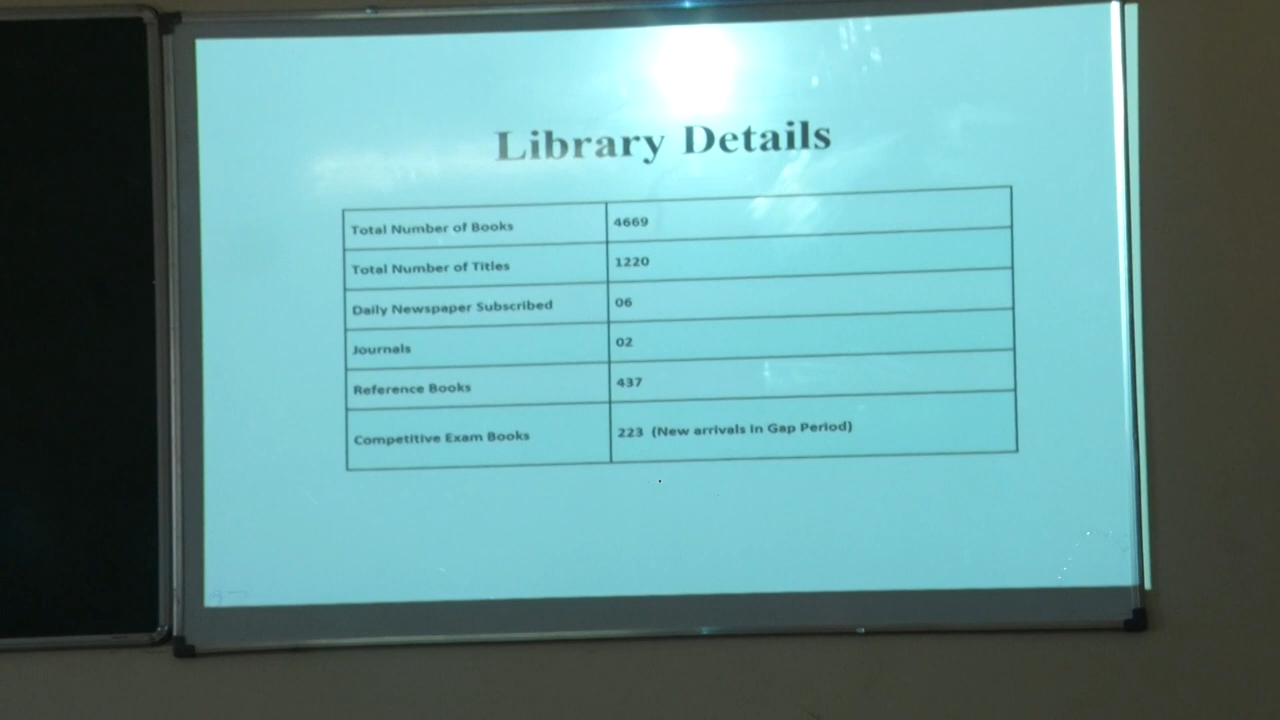 Library Details
Total Number of Books 4669
Total Number of Titles 1220
Daily Newspaper Subscribed 06
Journals 02
Reference Books 437
Competitive Exam Books 223 (New arrivals in Gap Period)